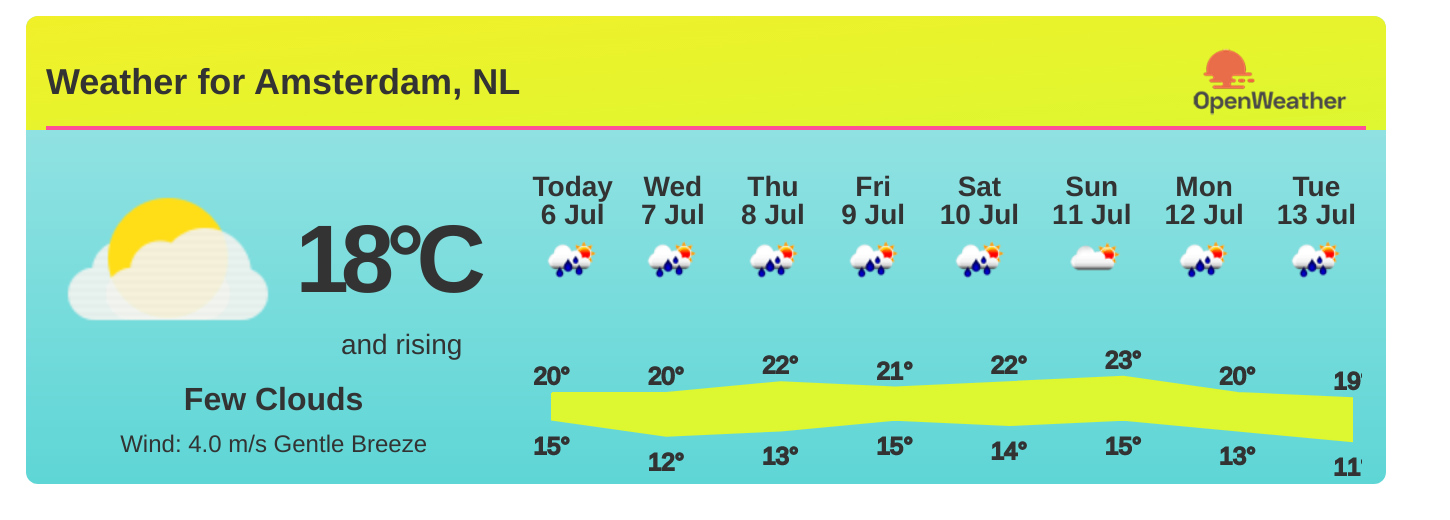 Weather for Amsterdam, NL
OpenWeather
18°C
and rising
Few Clouds
Wind: 4.0 m/s Gentle Breeze
Today Wed Thu Fri Sat Sun Mon Tue
6 Jul 7 Jul 8 Jul 9 Jul 10 Jul 11 Jul 12 Jul 13 Jul
20° 20° 22° 21° 22° 23° 20° 19°
15° 12° 13° 15° 14° 15° 13° 11°